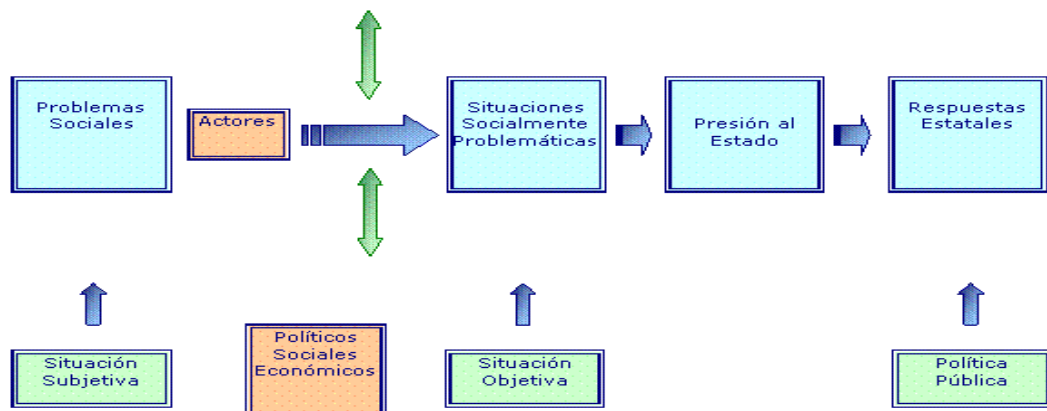 Problemas
Sociales
Actores
Situaciones
Socialmente
Problemáticas
Presión al
Estado
Respuestas
Estatales
Situación
Subjetiva
Políticos
Sociales
Económicos
Situación
Objetiva
Política
Pública